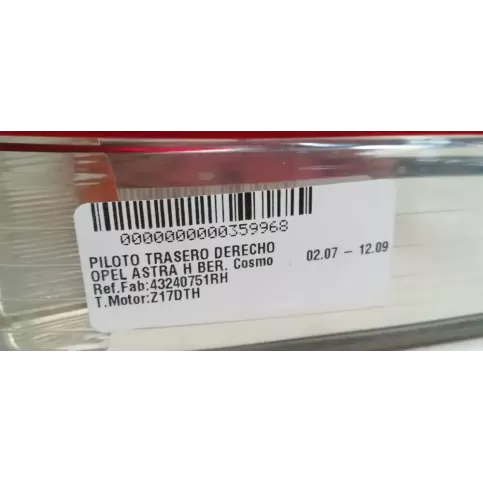 0000000000359968
PILOTO TRASERO DERECHO
OPEL ASTRA H BER. Cosmo 02.07 - 12.09
Ref.Fab:43240751RH
T.Motor:Z17DTH